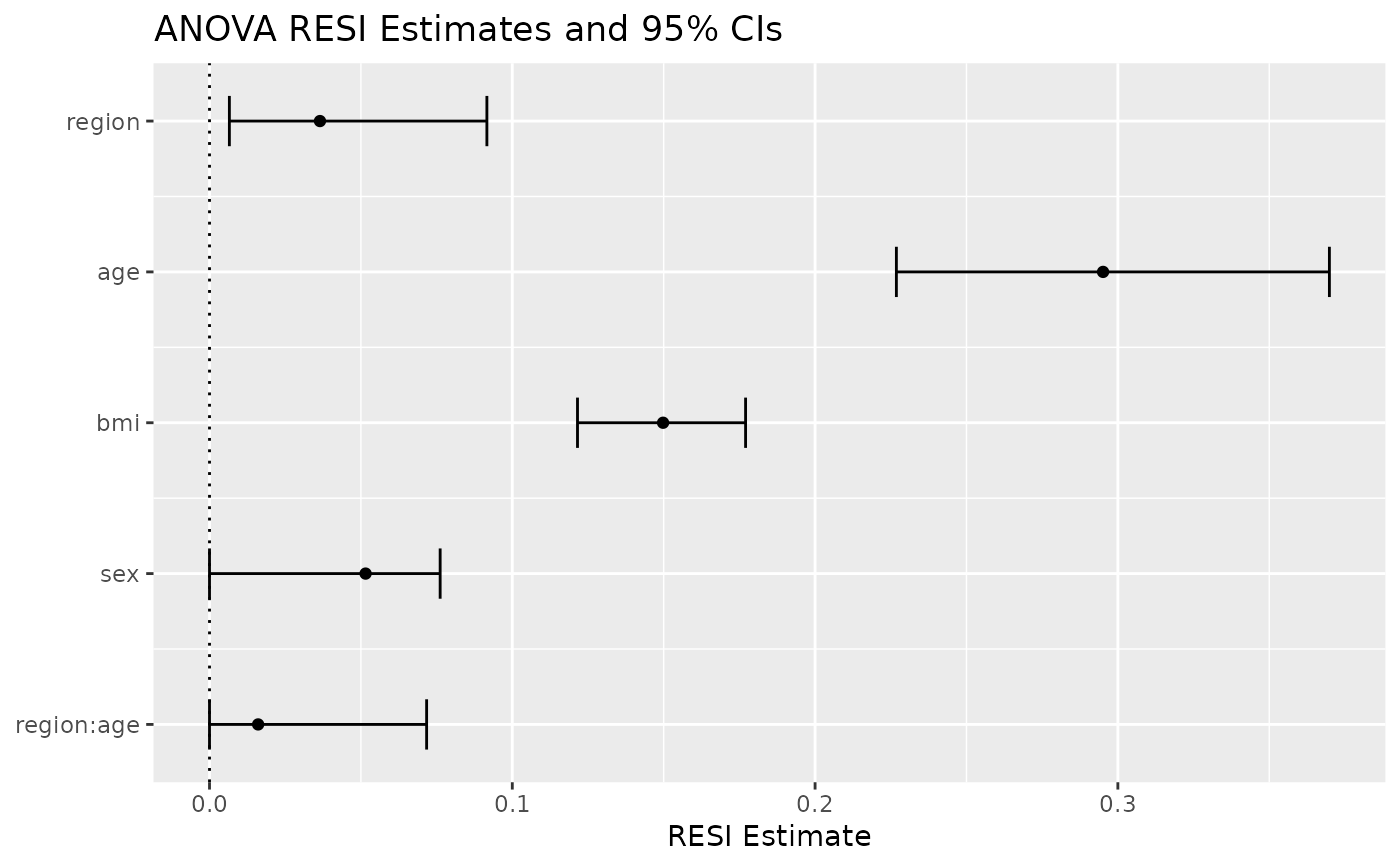 ANOVA RESI Estimates and 95% CIs
region
age
bmi
sex
region:age
0.0 0.1 0.2 0.3
RESI Estimate